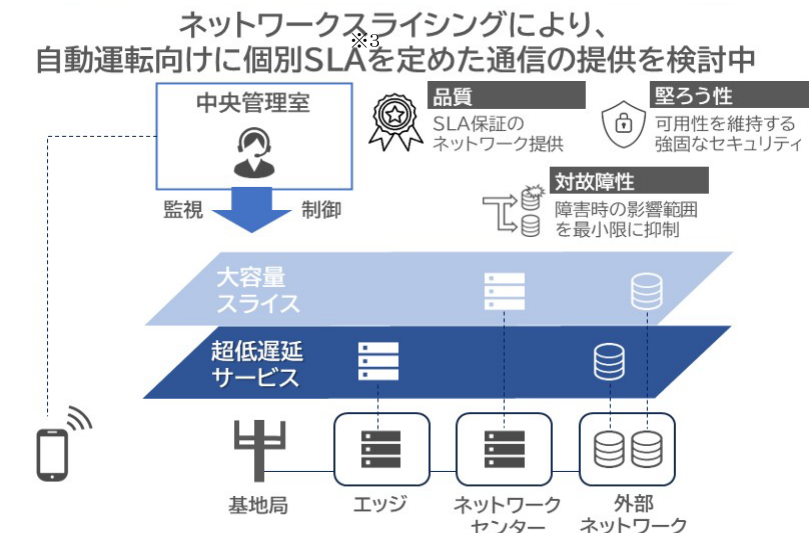 ネットワークスライシングにより、
※3
自動運転向けに個別SLAを定めた通信の提供を検討中
中央管理室
品質
SLA保証の
ネットワーク提供
堅ろう性
可用性を維持する
強固なセキュリティ
監視
制御
対故障性
障害時の影響範囲
を最小限に抑制
大容量
スライス
超低遅延
サービス
基地局
エッジ
ネットワーク
センター
外部
ネットワーク